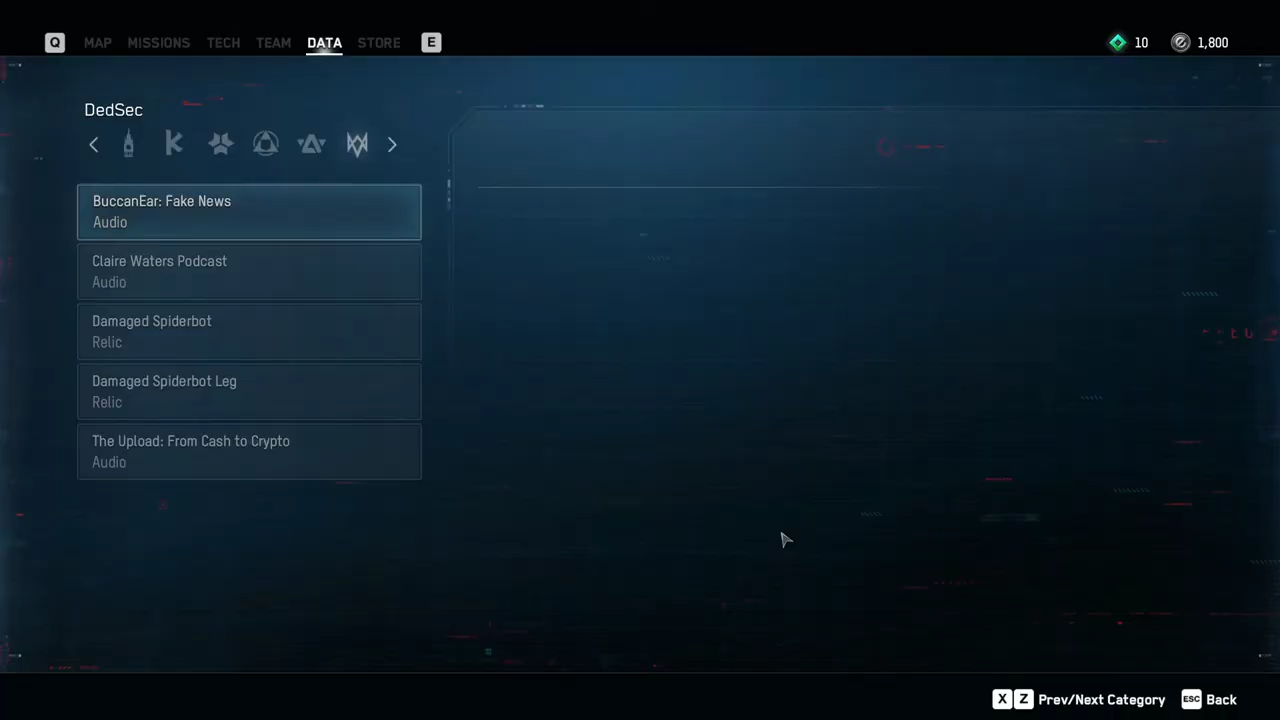 Q MAP MISSIONS TECH TEAM DATA STORE E 10 1,800
DedSec
BuccanEar: Fake News
Audio
Claire Waters Podcast
Audio
Damaged Spiderbot
Relic
Damaged Spiderbot Leg
Relic
The Upload: From Cash to Crypto
Audio
X Z Prev/Next Category ESC Back